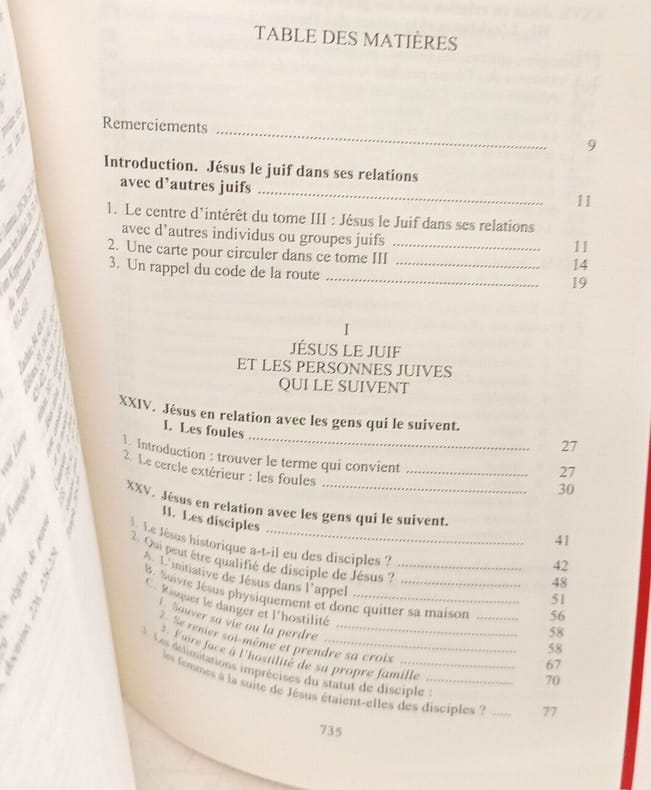 TABLE DES MATIÈRES
Remerciements 9
Introduction. Jésus le juif dans ses relations
avec d'autres juifs 11
1. Le centre d'intérêt du tome III : Jésus le Juif dans ses relations
avec d'autres individus ou groupes juifs 11
2. Une carte pour circuler dans ce tome III 14
3. Un rappel du code de la route 19
I
JÉSUS LE JUIF
ET LES PERSONNES JUIVES
QUI LE SUIVENT
XXIV. Jésus en relation avec les gens qui le suivent.
I. Les foules 27
1. Introduction : trouver le terme qui convient 27
2. Le cercle extérieur : les foules 30
XXV. Jésus en relation avec les gens qui le suivent.
II. Les disciples 41
1. Le Jésus historique a-t-il eu des disciples ? 42
2. Qui peut être qualifié de disciple de Jésus ? 48
A. L'initiative de Jésus dans l'appel 51
B. Suivre Jésus physiquement et donc quitter sa maison 56
C. Risquer le danger et l'hostilité 58
1. Sauver sa vie ou la perdre 58
2. Se renier soi-même et prendre sa croix 67
3. Faire face à l'hostilité de sa propre famille 70
3. Les délimitations imprécises du statut de disciple :
les femmes à la suite de Jésus étaient-elles des disciples ? 77
735